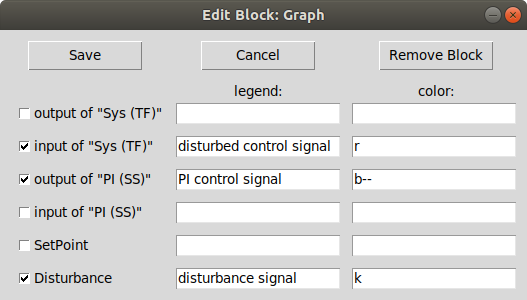 Edit Block: Graph
Save Cancel Remove Block
legend: color:
output of "Sys (TF)"
input of "Sys (TF)" disturbed control signal r
output of "PI (SS)" PI control signal b--
input of "PI (SS)"
SetPoint
Disturbance disturbance signal k